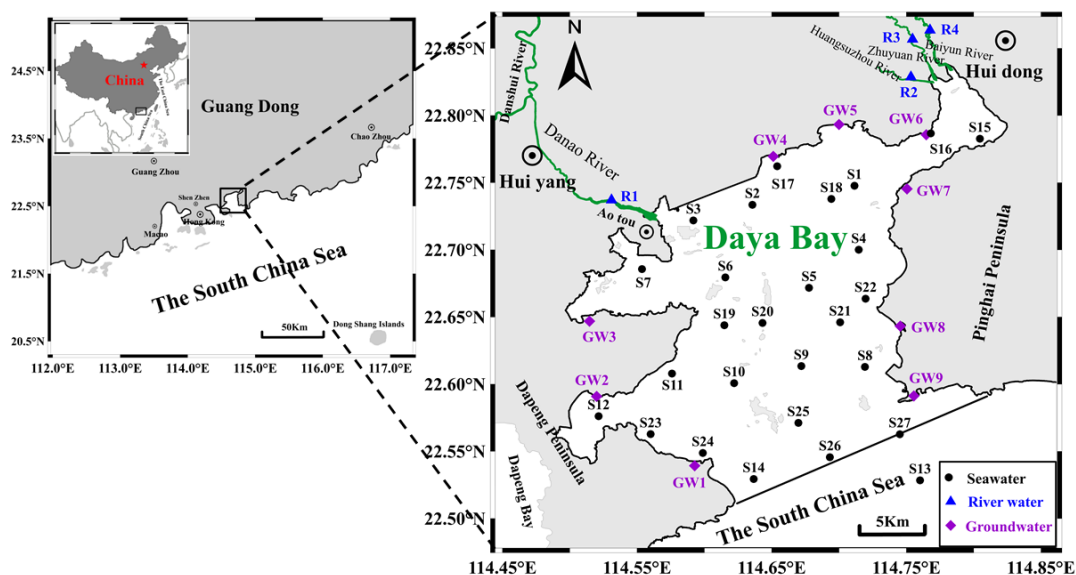 24.5°N
23.5°N
22.5°N
21.5°N
20.5°N
112.0°E
113.0°E
114.0°E
115.0°E
116.0°E
117.0°E
China
Guang Dong
Chao Zhou
Guang Zhou
Shen Zhen
Hong Kong
Macao
The South China Sea
50Km
Dong Shang Islands
22.85°N
22.80°N
22.75°N
22.70°N
22.65°N
22.60°N
22.55°N
22.50°N
114.45°E
114.55°E
114.65°E
114.75°E
114.85°E
N
Danshui River
Danao River
Hui yang
R1
Ao tou
Huangsuzhou River
Zhuyuan River
Baiyun River
R3
R4
R2
Hui dong
GW5
GW6
GW4
S15
S16
S17
S18
S1
GW7
S2
S3
Daya Bay
S4
S7
S6
S5
S22
Pinghai Peninsula
S19
S20
S21
GW8
GW3
S9
S8
S11
S10
GW9
GW2
S12
Dapeng Peninsula
S23
S25
S27
S24
S26
GW1
S14
S13
Dapeng Bay
The South China Sea
5Km
Seawater
River water
Groundwater